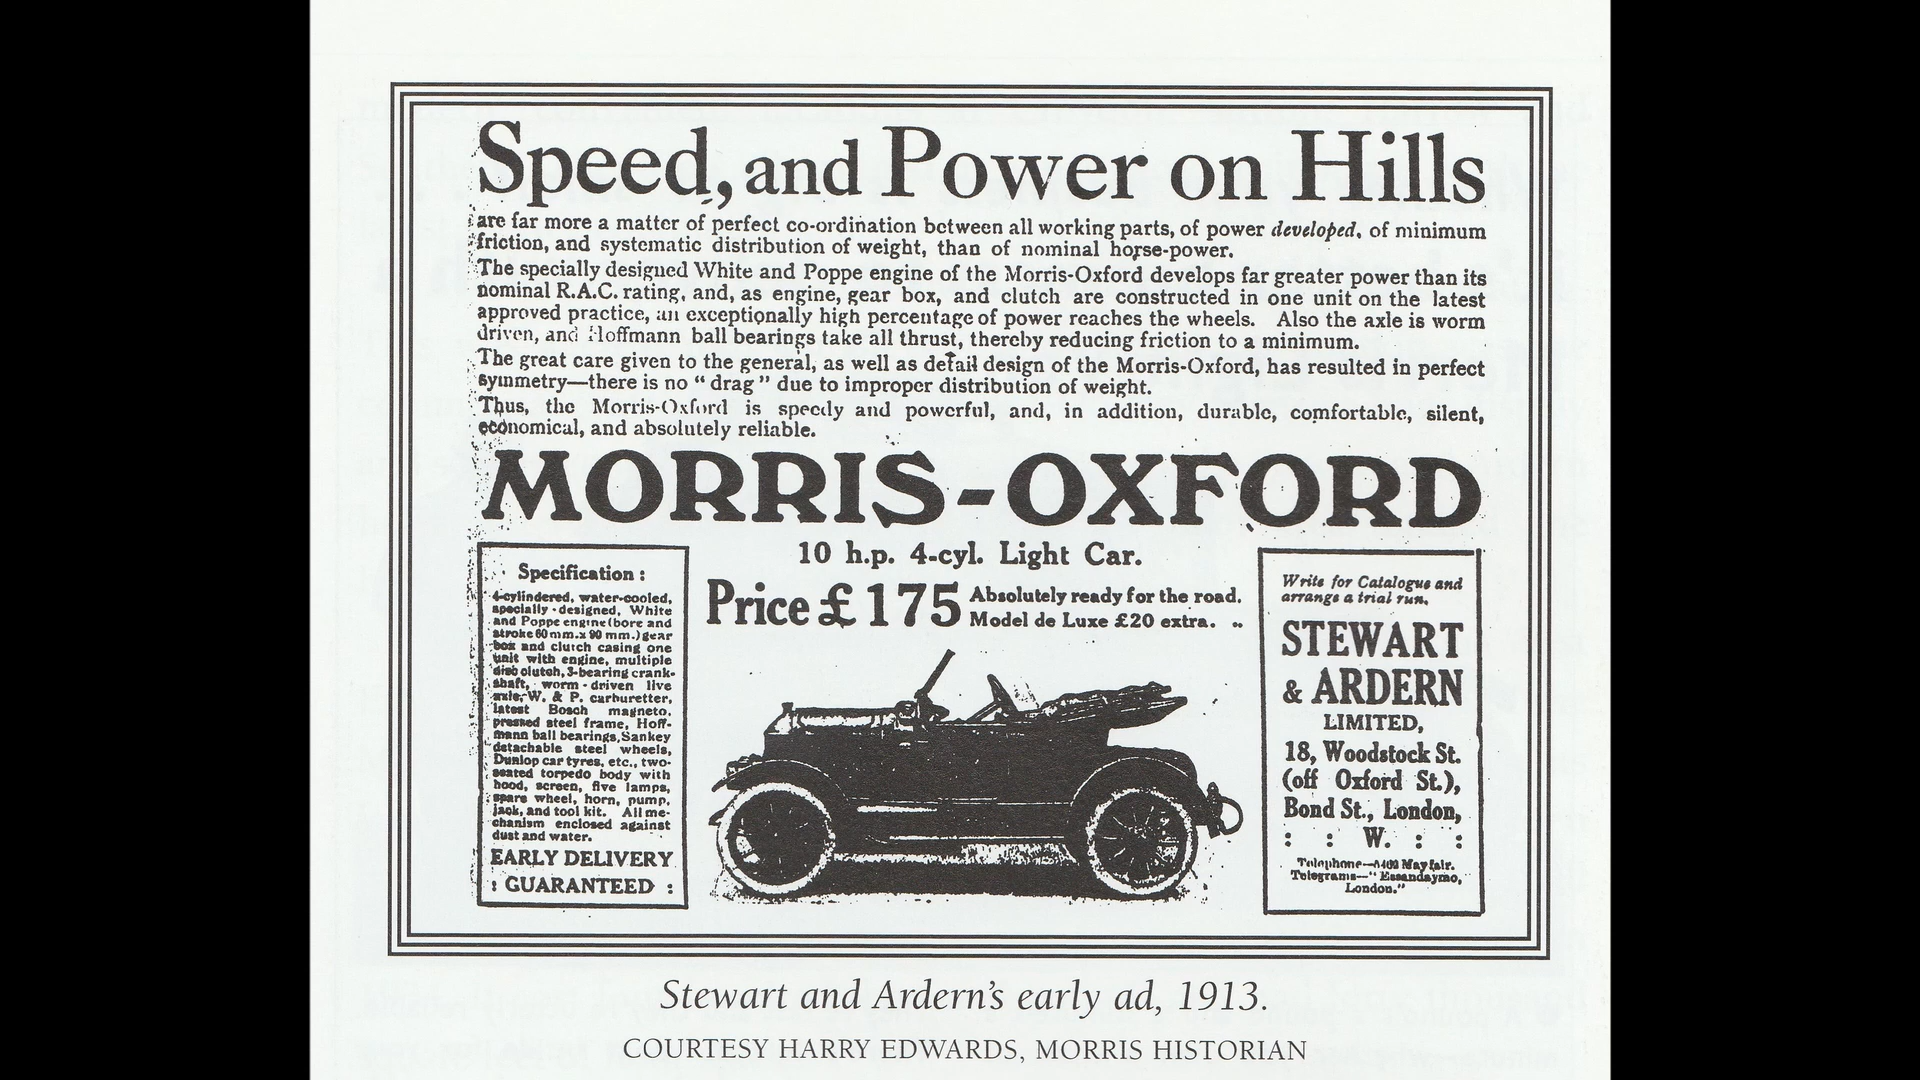 Speed, and Power on Hills
are far more a matter of perfect co-ordination between all working parts, of power developed, of minimum
friction, and systematic distribution of weight, than of nominal horse-power.
The specially designed White and Poppe engine of the Morris-Oxford develops far greater power than its
nominal R.A.C. rating, and, as engine, gear box, and clutch are constructed in one unit on the latest
approved practice, an exceptionally high percentage of power reaches the wheels. Also the axle is worm
driven, and Hoffmann ball bearings take all thrust, thereby reducing friction to a minimum.
The great care given to the general, as well as detail design of the Morris-Oxford, has resulted in perfect
symmetry—there is no “ drag ” due to improper distribution of weight.
Thus, the Morris-Oxford is speedy and powerful, and, in addition, durable, comfortable, silent,
economical, and absolutely reliable.
MORRIS-OXFORD
10 h.p. 4-cyl. Light Car.
Price £175
Absolutely ready for the road.
Model de Luxe £20 extra. ..
Specification :
4-cylindered, water-cooled,
specially-designed, White
and Poppe engine (bore and
stroke 60 mm. x 90 mm.) gear
box and clutch casing one
unit with engine, multiple
disc clutch, 3-bearing crank-
shaft, worm-driven live
axle, W. & P. carburetter,
latest Bosch magneto,
pressed steel frame, Hoff-
mann ball bearings, Sankey
detachable steel wheels,
Dunlop car tyres, etc., two-
seated torpedo body with
hood, screen, five lamps,
spare wheel, horn, pump,
jack, and tool kit. All me-
chanism enclosed against
dust and water.
EARLY DELIVERY
: GUARANTEED :
Write for Catalogue and
arrange a trial run.
STEWART
& ARDERN
LIMITED,
18, Woodstock St.
(off Oxford St.),
Bond St., London,
: : W. : :
Telephone— Mayfair.
Telegrams—“ Essandaymo,
London.”
Stewart and Ardern’s early ad, 1913.
COURTESY HARRY EDWARDS, MORRIS HISTORIAN